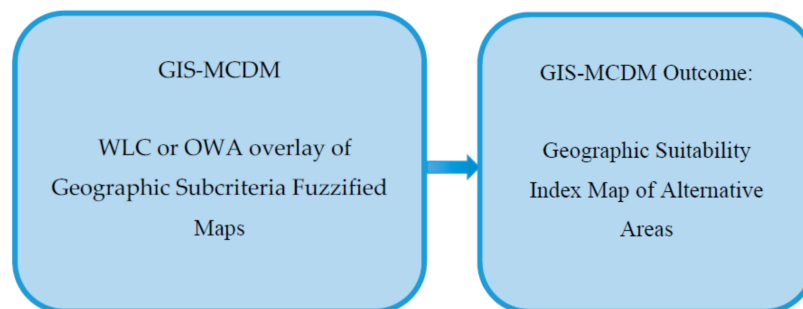 GIS-MCDM
WLC or OWA overlay of
Geographic Subcriteria Fuzzified
Maps
GIS-MCDM Outcome:
Geographic Suitability
Index Map of Alternative
Areas